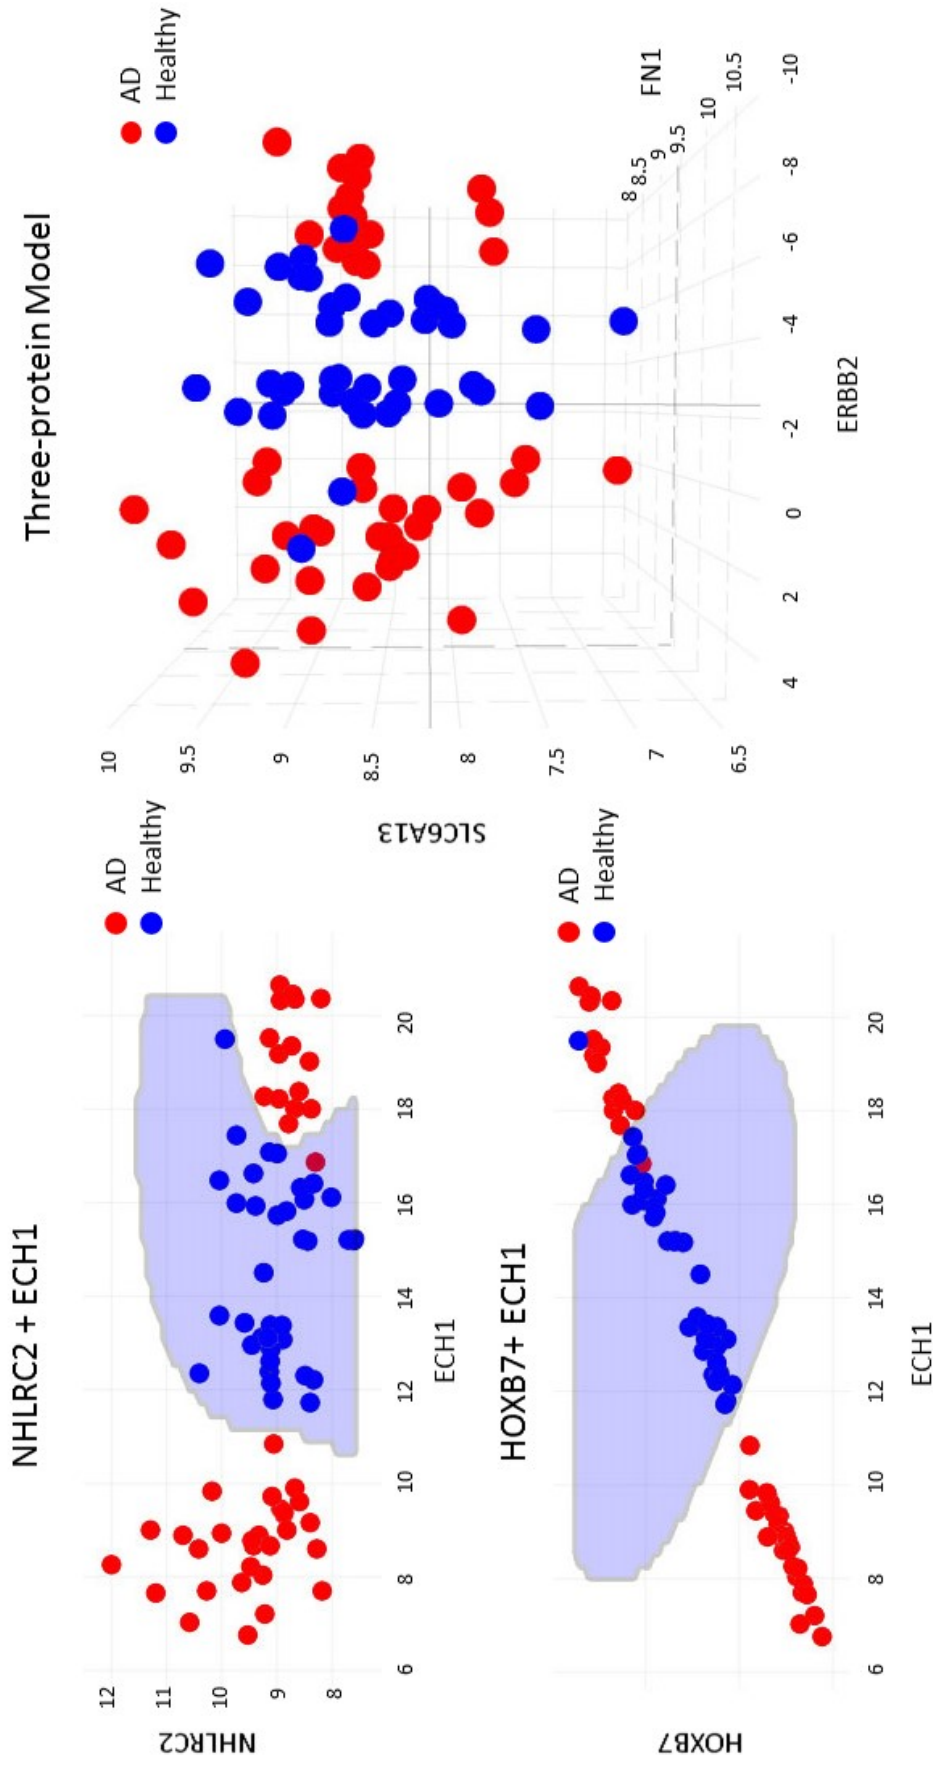 NHLRC2 + ECH1
AD
Healthy
NHLRC2
12
11
10
9
8
6
8
10
12
14
16
18
20
ECH1
HOXB7+ ECH1
AD
Healthy
HOXB7
6
8
10
12
14
16
18
20
ECH1
Three-protein Model
AD
Healthy
SLC6A13
10
9.5
9
8.5
8
7.5
7
6.5
4
2
0
-2
-4
-6
-8
-10
ERBB2
8
8.5
9
9.5
10
10.5
FN1